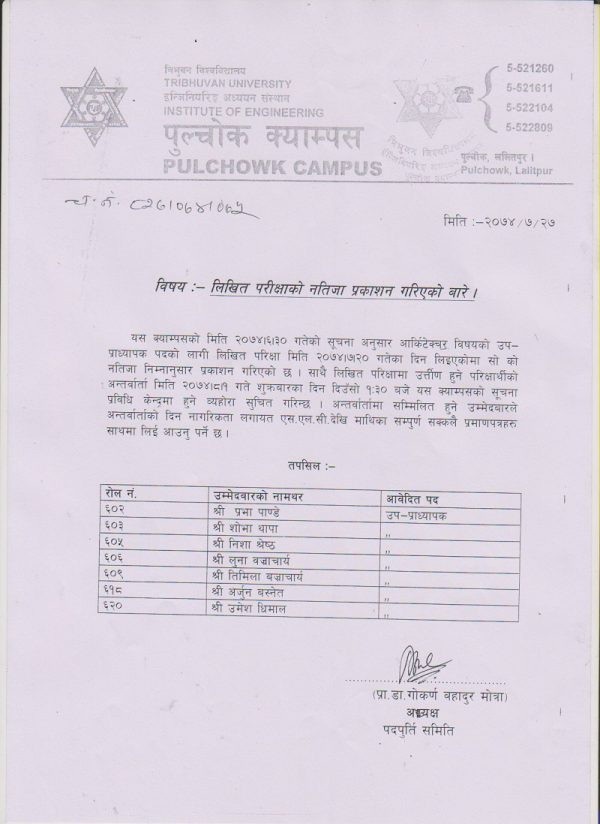 त्रिभुवन विश्वविद्यालय
TRIBHUVAN UNIVERSITY
इन्जिनियरिङ अध्ययन संस्थान
INSTITUTE OF ENGINEERING
पुल्चोक क्याम्पस
PULCHOWK CAMPUS
5-521260
5-521611
5-522104
5-522809
पुल्चोक, ललितपुर ।
Pulchowk, Lalitpur
च.नं.
मिति :–२०७४/७/२७
विषय :– लिखित परीक्षाको नतिजा प्रकाशन गरिएको बारे ।
यस क्याम्पसको मिति २०७४।६।३० गतेको सूचना अनुसार आर्किटेक्चर विषयको उप–
प्राध्यापक पदको लागी लिखित परिक्षा मिति २०७४।७।२० गतेका दिन लिइएकोमा सो को
नतिजा निम्नानुसार प्रकाशन गरिएको छ । साथै लिखित परिक्षामा उत्तीण हुने परिक्षार्थीको
अन्तर्वार्ता मिति २०७४।८।१ गते शुक्रबारका दिन दिउँसो १:३० बजे यस क्याम्पसको सूचना
प्रबिधि केन्द्रमा हुने व्यहोरा सुचित गरिन्छ । अन्तर्वार्तामा सम्मिलित हुने उम्मेदबारले
अन्तर्वार्ताको दिन नागरिकता लगायत एस.एल.सी.देखि माथिका सम्पुर्ण सक्कलै प्रमाणपत्रहरु
साथमा लिई आउनु पर्ने छ ।
तपसिल :–
रोल नं. उम्मेदवारको नामथर आवेदित पद
६०२ श्री प्रभा पाण्डे उप–प्राध्यापक
६०३ श्री शोभा थापा ,,
६०५ श्री निशा श्रेष्ठ ,,
६०६ श्री लुना वज्राचार्य ,,
६०९ श्री तिमिला बज्राचार्य ,,
६१८ श्री अर्जुन बस्नेत ,,
६२० श्री उमेश धिमाल ,,
(प्रा.डा.गोकर्ण बहादुर मोत्रा)
अध्यक्ष
पदपुर्ति समिति